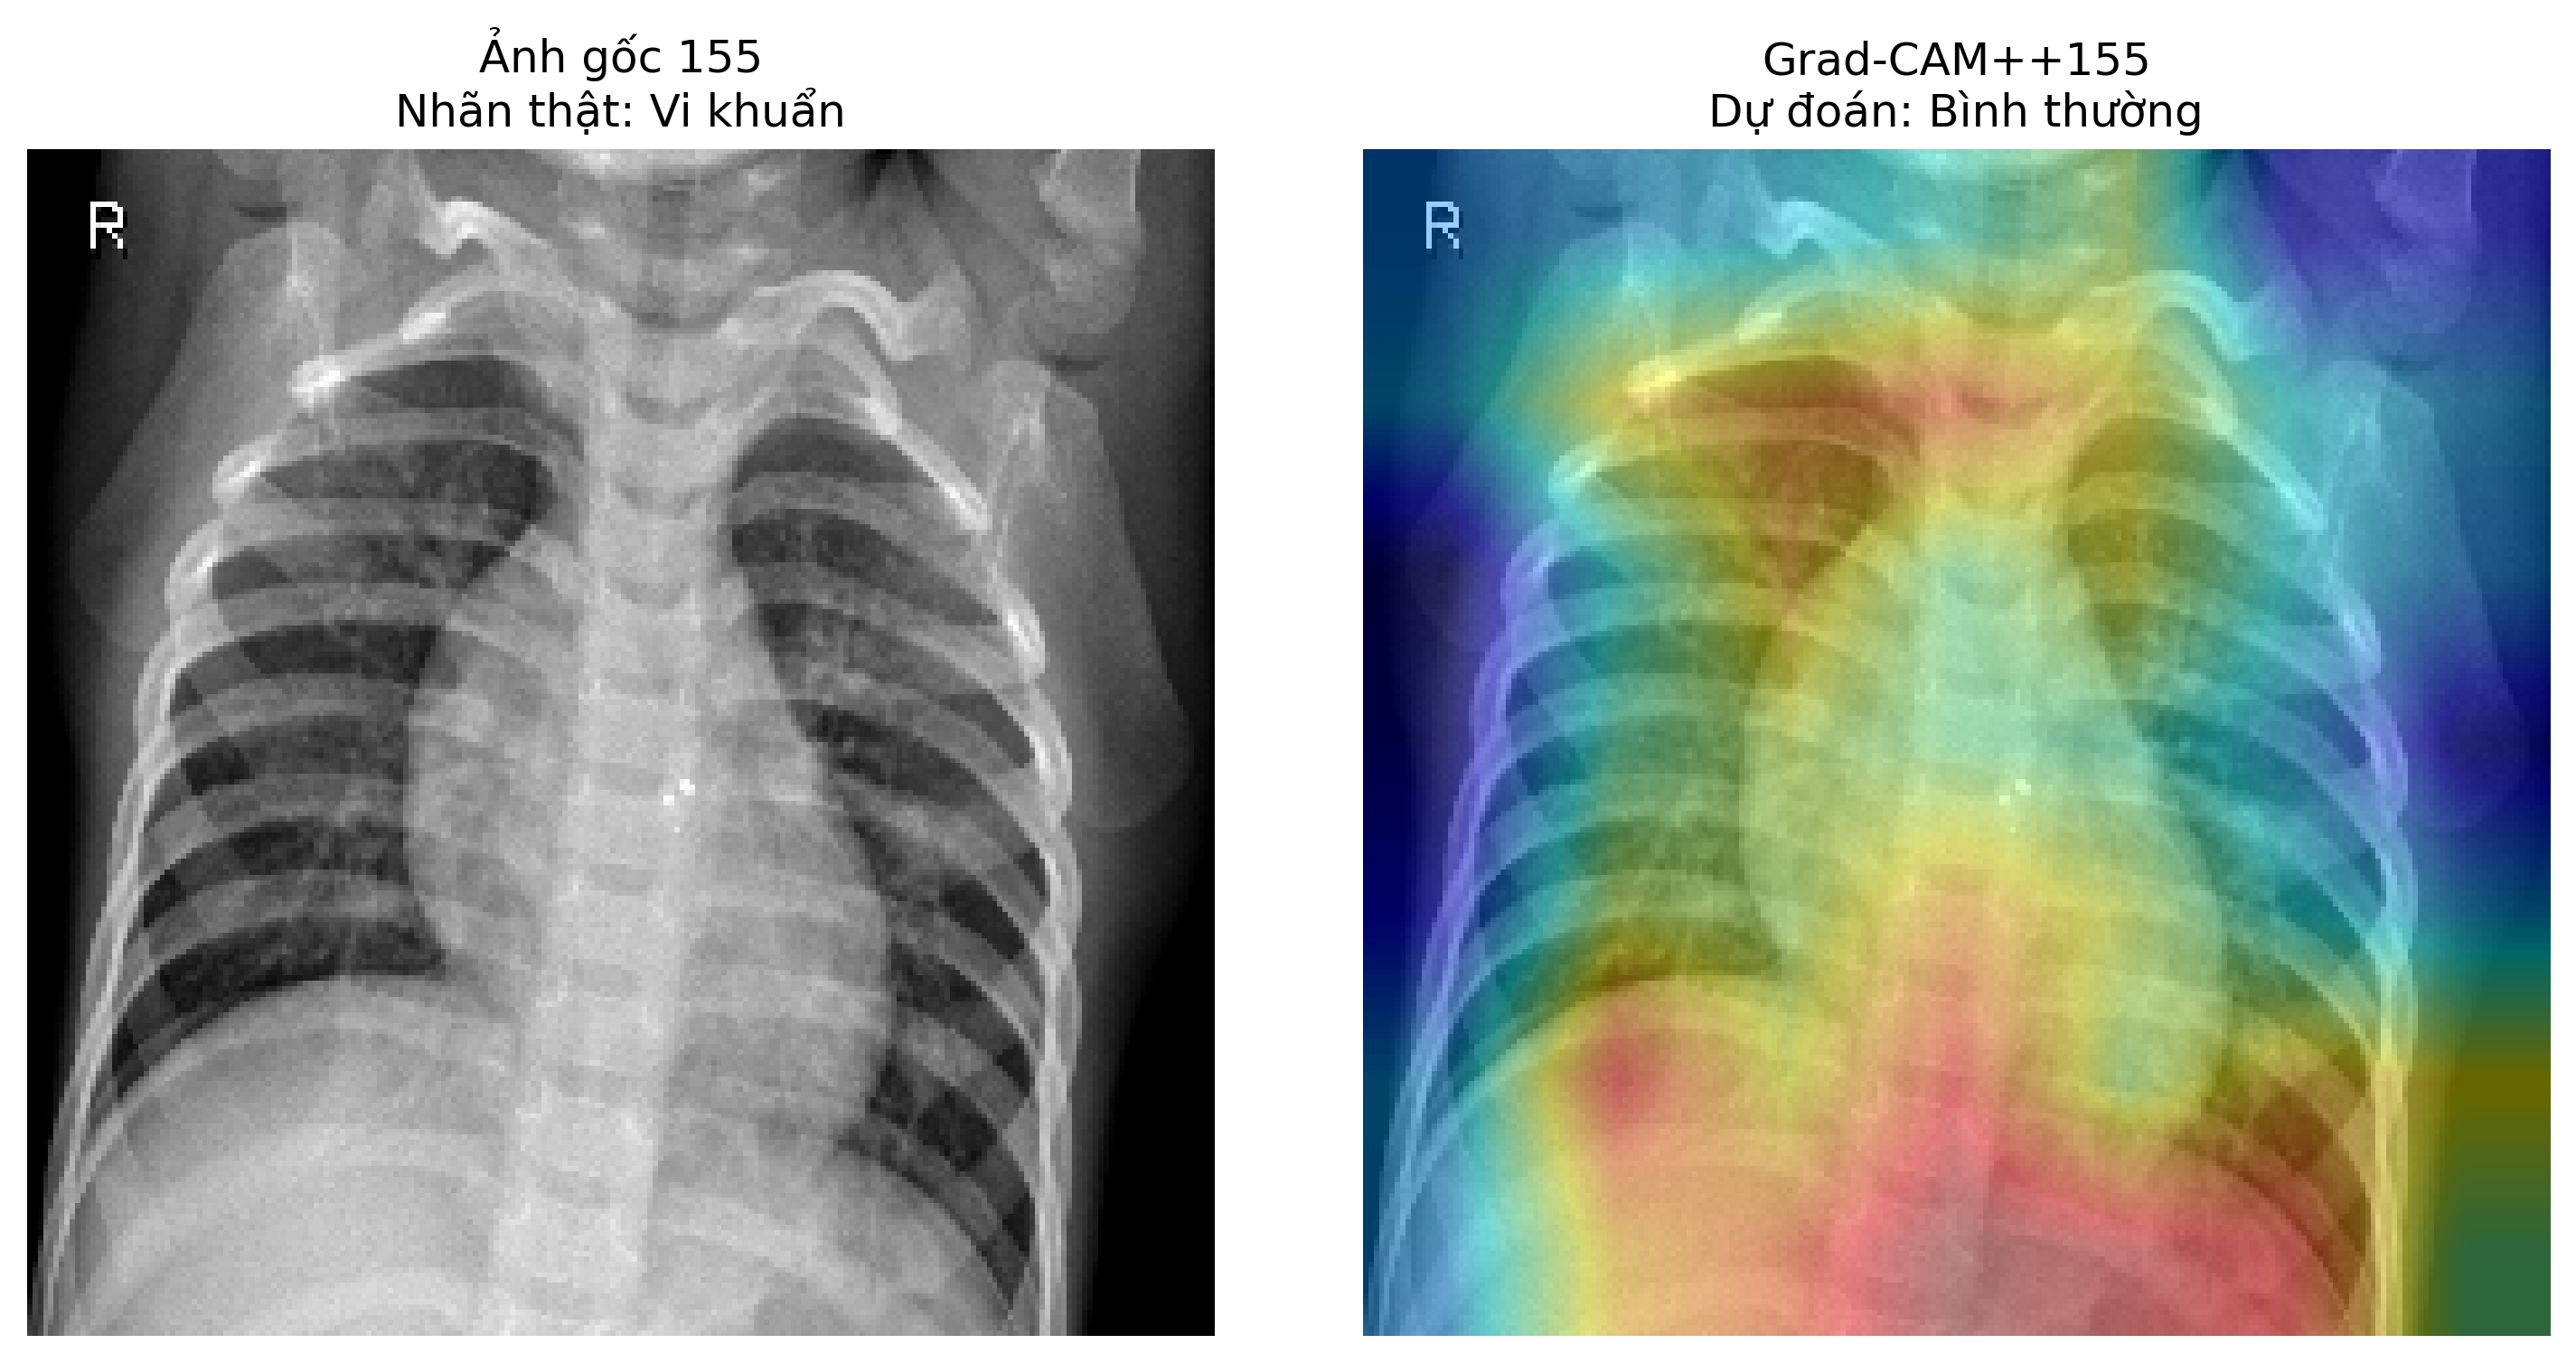 Ảnh gốc 155
Nhãn thật: Vi khuẩn
R
Grad-CAM++155
Dự đoán: Bình thường
R